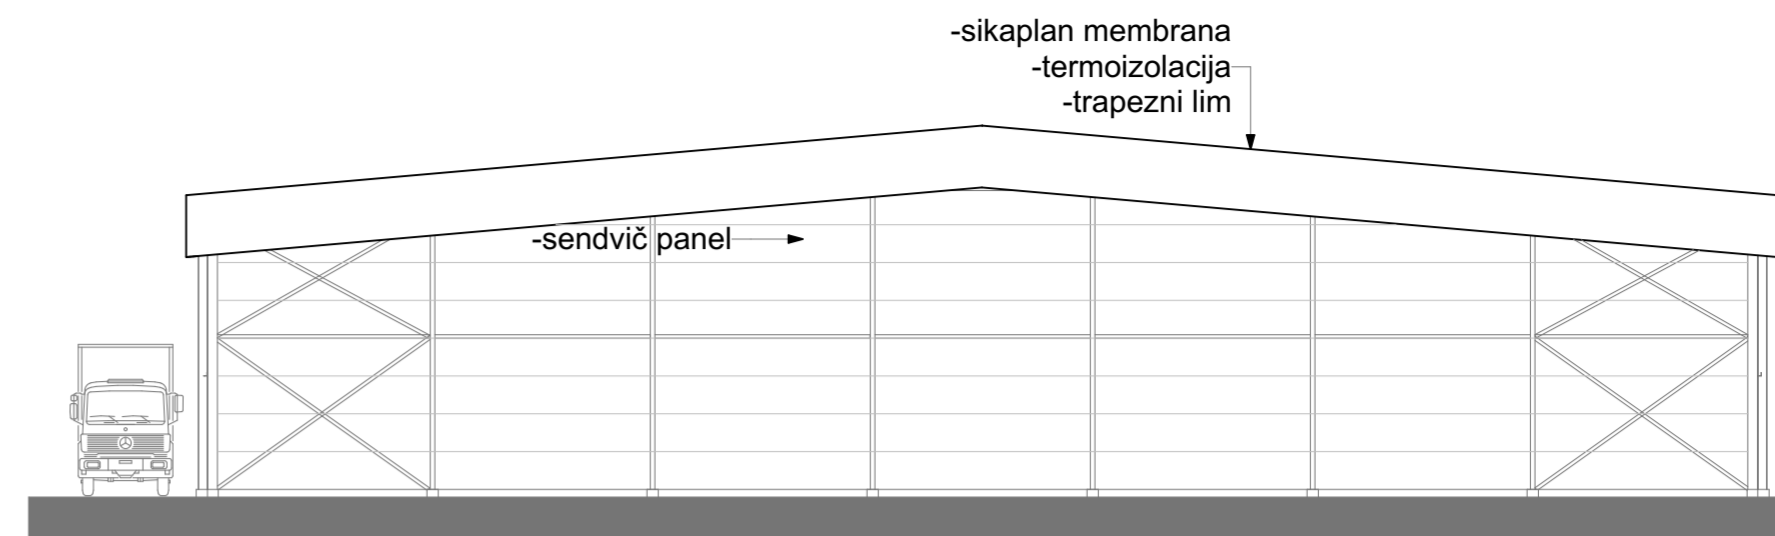 -sikaplan membrana
-termoizolacija
-trapezni lim
-sendvič panel